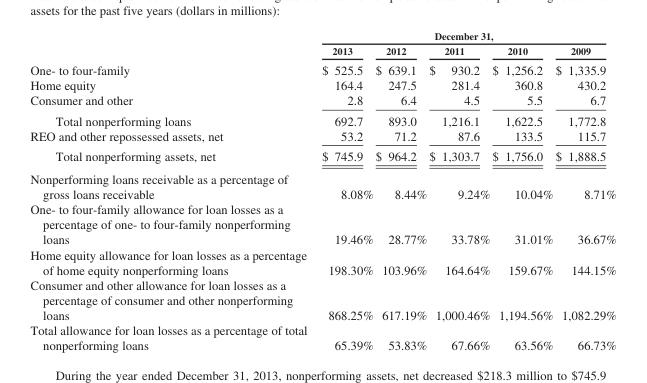 assets for the past five years (dollars in millions):
December 31,
2013 2012 2011 2010 2009
One- to four-family $ 525.5 $ 639.1 $ 930.2 $ 1,256.2 $ 1,335.9
Home equity 164.4 247.5 281.4 360.8 430.2
Consumer and other 2.8 6.4 4.5 5.5 6.7
Total nonperforming loans 692.7 893.0 1,216.1 1,622.5 1,772.8
REO and other repossessed assets, net 53.2 71.2 87.6 133.5 115.7
Total nonperforming assets, net $ 745.9 $ 964.2 $ 1,303.7 $ 1,756.0 $ 1,888.5
Nonperforming loans receivable as a percentage of
gross loans receivable 8.08% 8.44% 9.24% 10.04% 8.71%
One- to four-family allowance for loan losses as a
percentage of one- to four-family nonperforming
loans 19.46% 28.77% 33.78% 31.01% 36.67%
Home equity allowance for loan losses as a percentage
of home equity nonperforming loans 198.30% 103.96% 164.64% 159.67% 144.15%
Consumer and other allowance for loan losses as a
percentage of consumer and other nonperforming
loans 868.25% 617.19% 1,000.46% 1,194.56% 1,082.29%
Total allowance for loan losses as a percentage of total
nonperforming loans 65.39% 53.83% 67.66% 63.56% 66.73%
During the year ended December 31, 2013, nonperforming assets, net decreased $218.3 million to $745.9